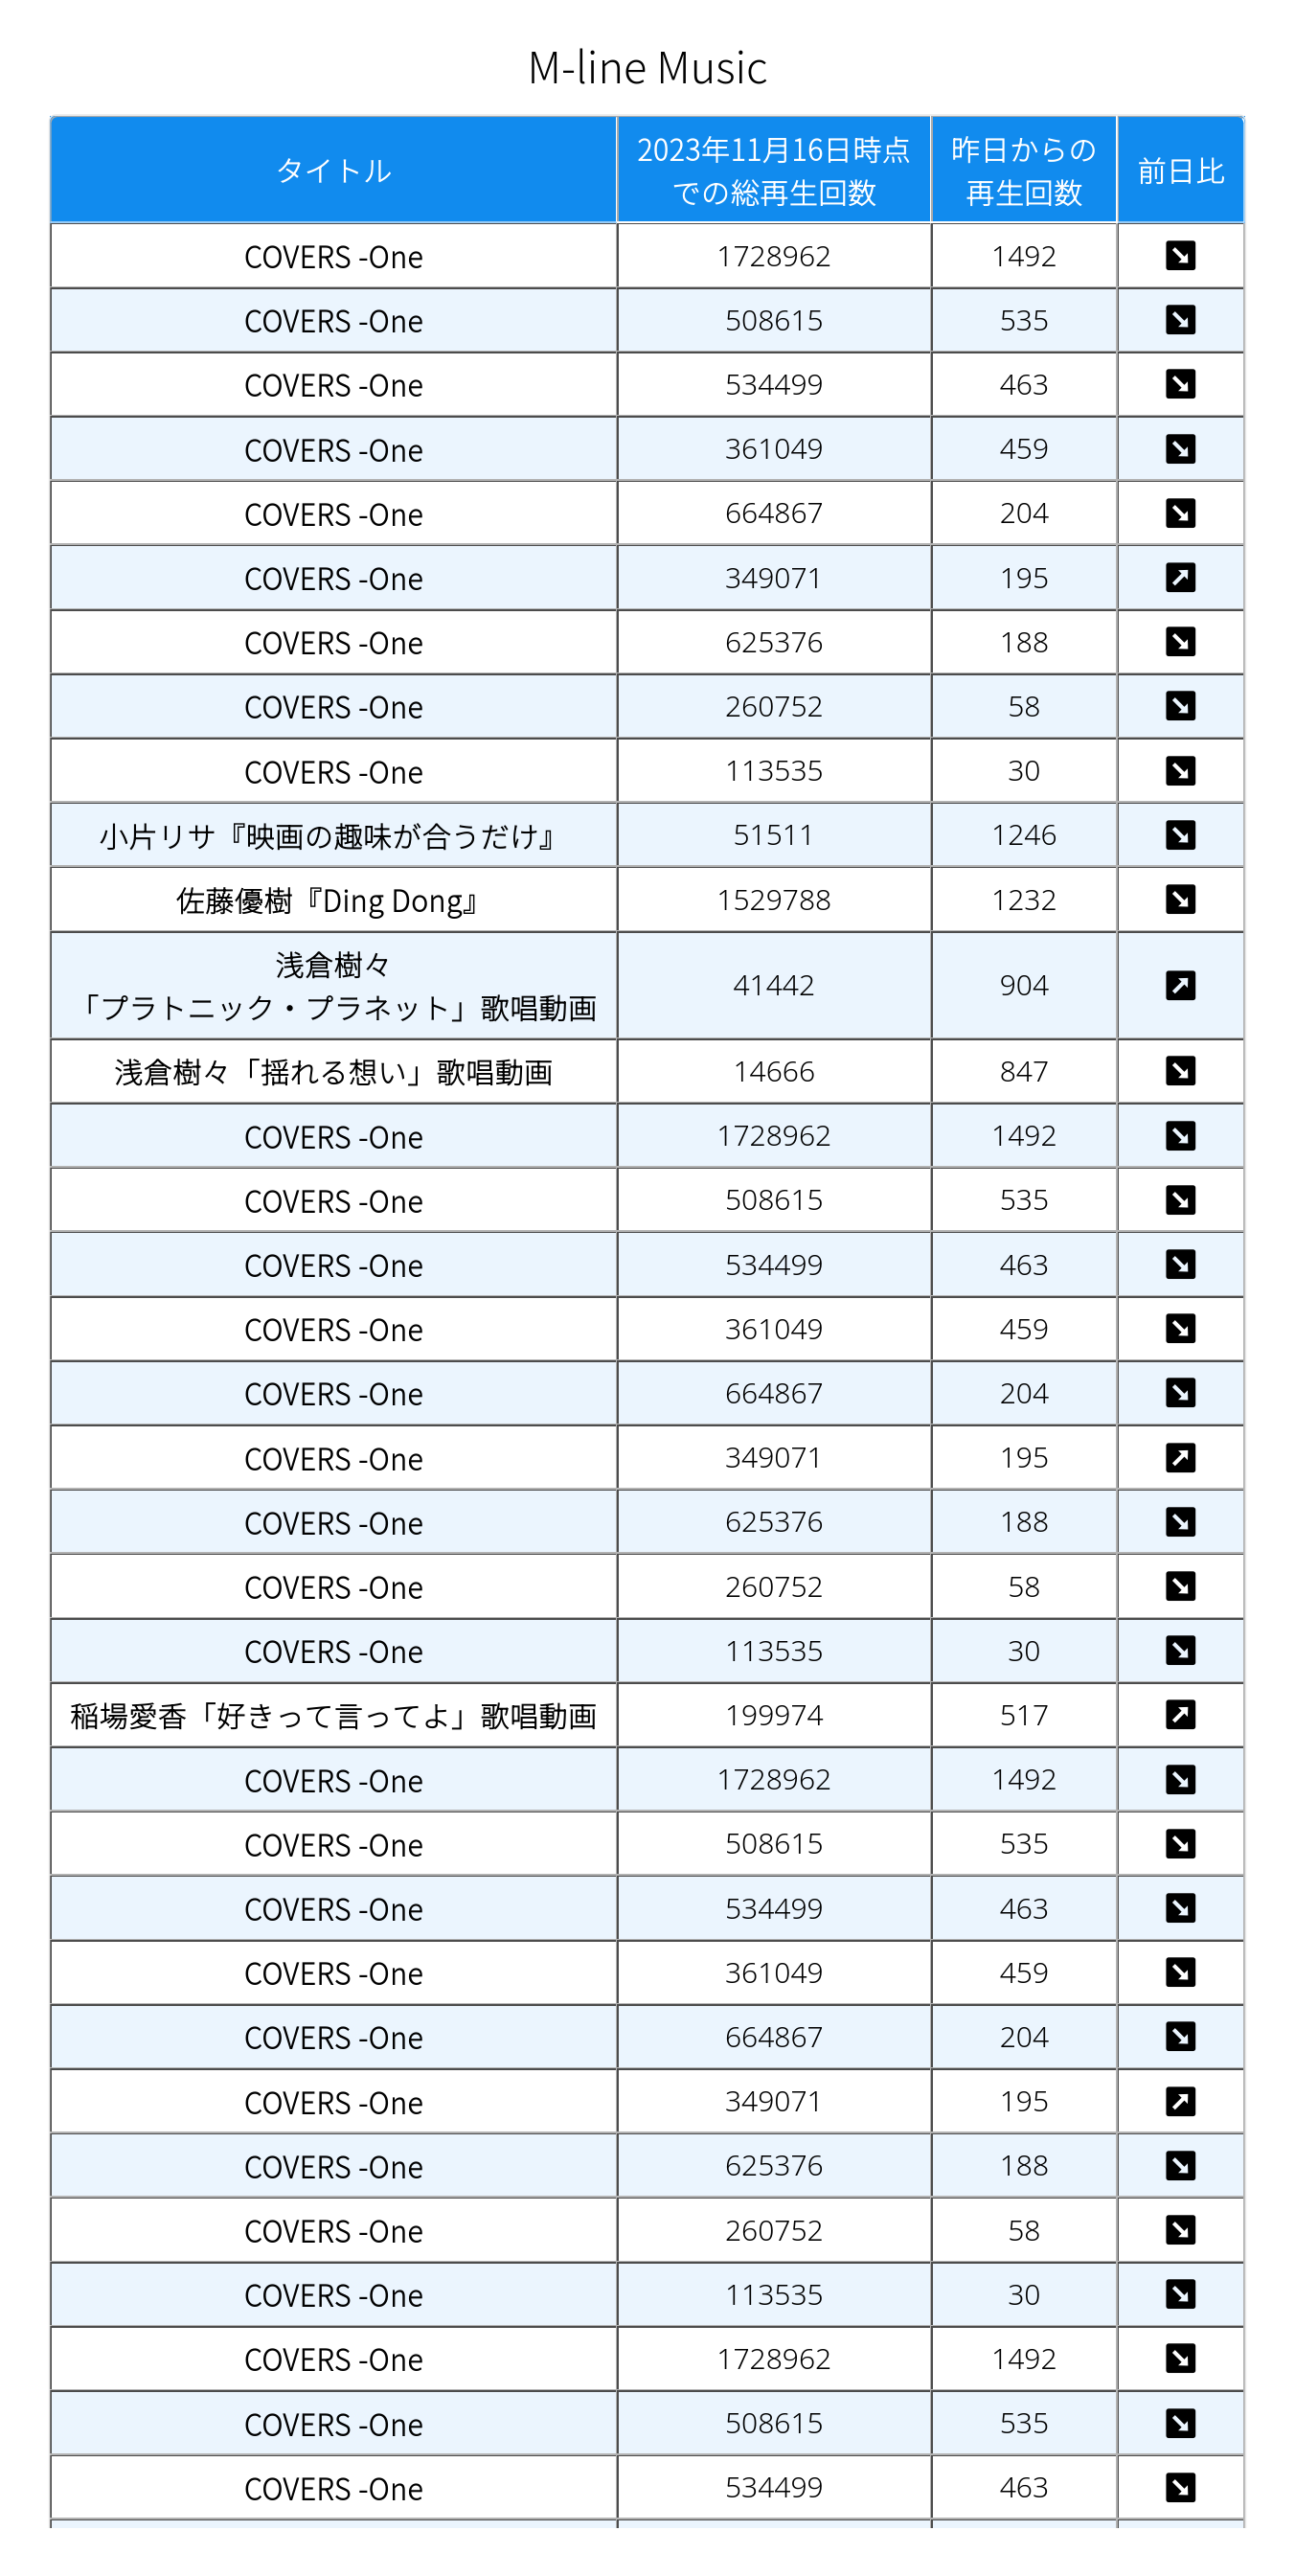 M-line Music
タイトル 2023年11月16日時点 昨日からの 前日比
での総再生回数 再生回数
COVERS -One 1728962 1492 ↘
COVERS -One 508615 535 ↘
COVERS -One 534499 463 ↘
COVERS -One 361049 459 ↘
COVERS -One 664867 204 ↘
COVERS -One 349071 195 ↗
COVERS -One 625376 188 ↘
COVERS -One 260752 58 ↘
COVERS -One 113535 30 ↘
小片リサ『映画の趣味が合うだけ』 51511 1246 ↘
佐藤優樹『Ding Dong』 1529788 1232 ↘
浅倉樹々
「プラトニック・プラネット」歌唱動画 41442 904 ↗
浅倉樹々「揺れる想い」歌唱動画 14666 847 ↘
COVERS -One 1728962 1492 ↘
COVERS -One 508615 535 ↘
COVERS -One 534499 463 ↘
COVERS -One 361049 459 ↘
COVERS -One 664867 204 ↘
COVERS -One 349071 195 ↗
COVERS -One 625376 188 ↘
COVERS -One 260752 58 ↘
COVERS -One 113535 30 ↘
稲場愛香「好きって言ってよ」歌唱動画 199974 517 ↗
COVERS -One 1728962 1492 ↘
COVERS -One 508615 535 ↘
COVERS -One 534499 463 ↘
COVERS -One 361049 459 ↘
COVERS -One 664867 204 ↘
COVERS -One 349071 195 ↗
COVERS -One 625376 188 ↘
COVERS -One 260752 58 ↘
COVERS -One 113535 30 ↘
COVERS -One 1728962 1492 ↘
COVERS -One 508615 535 ↘
COVERS -One 534499 463 ↘